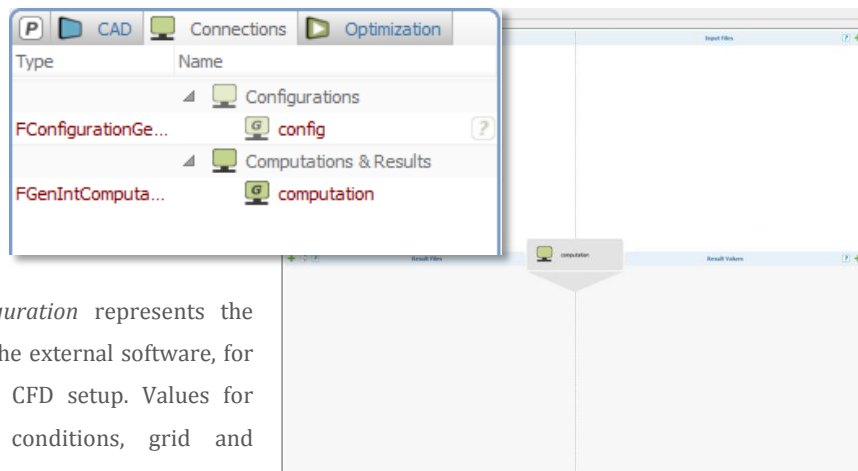 P CAD Connections Optimization
Type Name
Configurations
FConfigurationGe... G config ?
Computations & Results
FGenIntComputa... G computation
Input Files ?
computation
? Result Files
Result Values ?
guration represents the
he external software, for
CFD setup. Values for
conditions, grid and